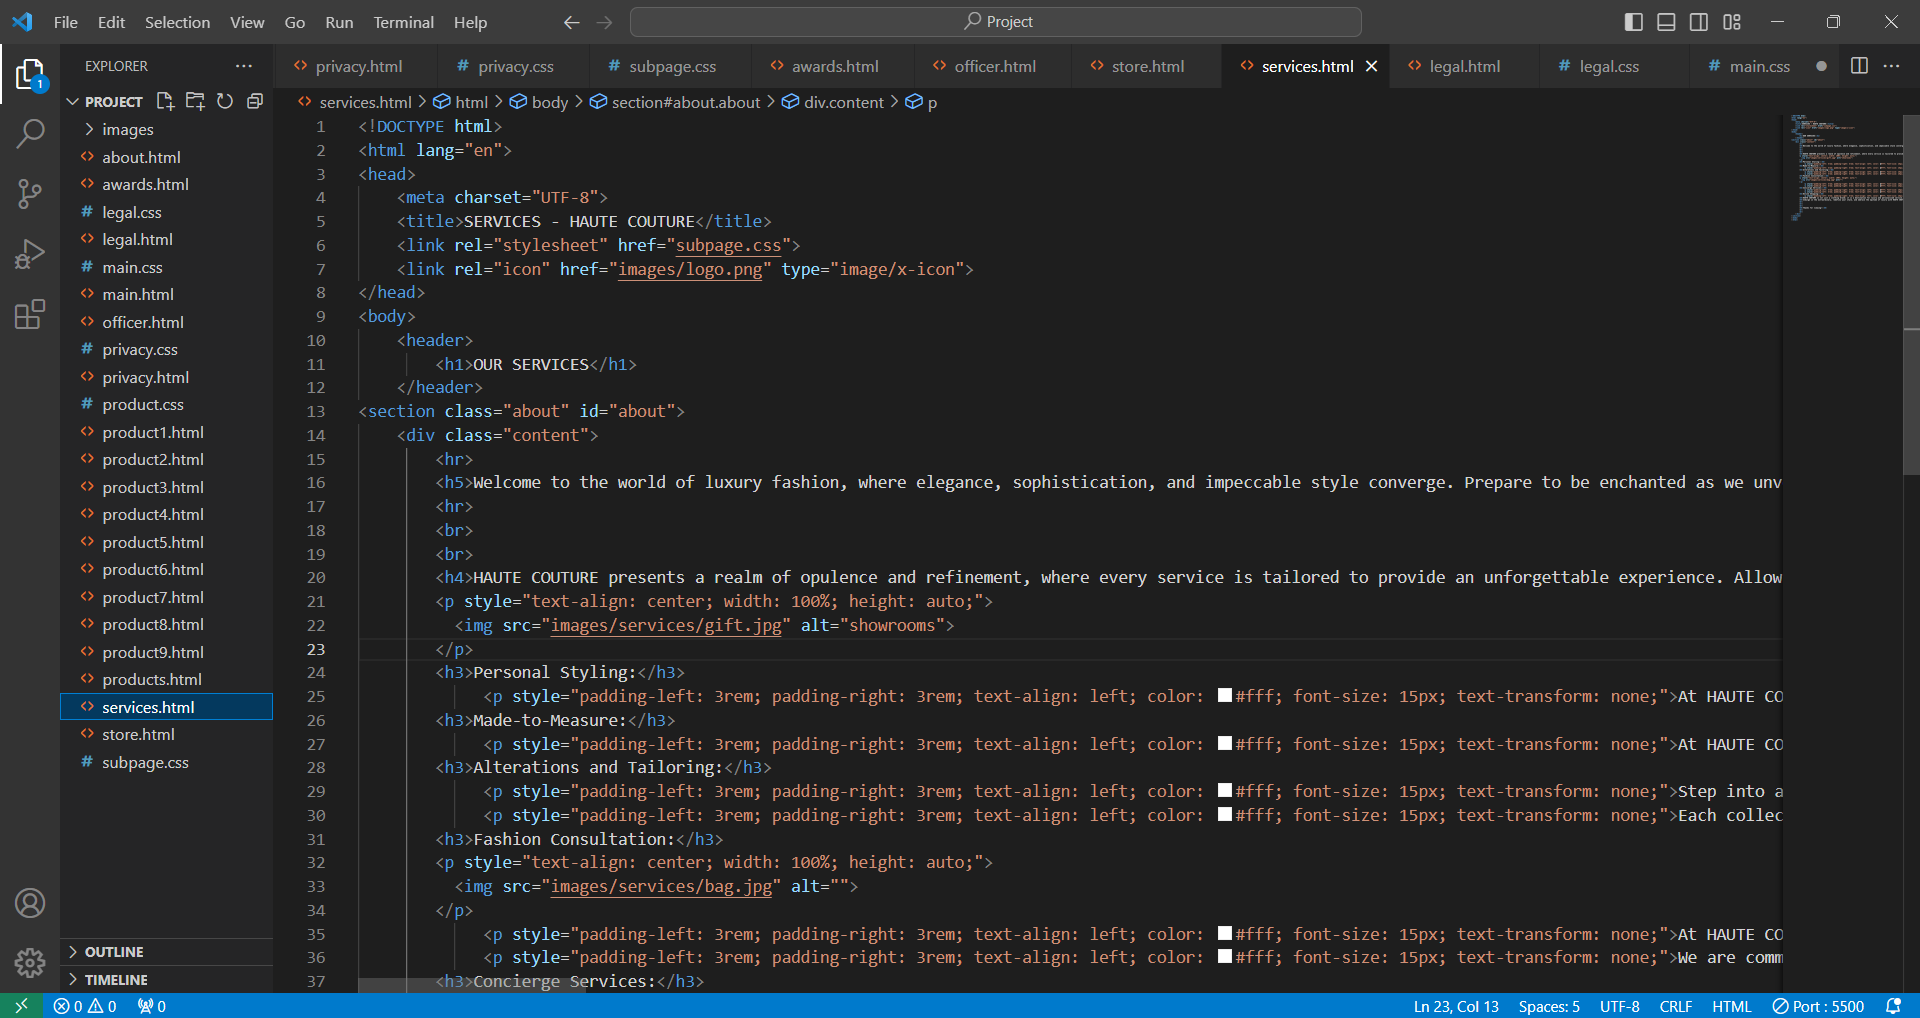 File Edit Selection View Go Run Terminal Help
Project
EXPLORER
privacy.html
privacy.css
subpage.css
awards.html
officer.html
store.html
services.html
legal.html
legal.css
main.css
1
PROJECT
images
about.html
awards.html
legal.css
legal.html
main.css
main.html
officer.html
privacy.css
privacy.html
product.css
product1.html
product2.html
product3.html
product4.html
product5.html
product6.html
product7.html
product8.html
product9.html
products.html
services.html
store.html
subpage.css
OUTLINE
TIMELINE
services.html > html > body > section#about.about > div.content > p
1 <!DOCTYPE html>
2 <html lang="en">
3 <head>
4 <meta charset="UTF-8">
5 <title>SERVICES - HAUTE COUTURE</title>
6 <link rel="stylesheet" href="subpage.css">
7 <link rel="icon" href="images/logo.png" type="image/x-icon">
8 </head>
9 <body>
10 <header>
11 <h1>OUR SERVICES</h1>
12 </header>
13 <section class="about" id="about">
14 <div class="content">
15 <hr>
16 <h5>Welcome to the world of luxury fashion, where elegance, sophistication, and impeccable style converge. Prepare to be enchanted as we unv
17 <hr>
18 <br>
19 <br>
20 <h4>HAUTE COUTURE presents a realm of opulence and refinement, where every service is tailored to provide an unforgettable experience. Allow
21 <p style="text-align: center; width: 100%; height: auto;">
22 <img src="images/services/gift.jpg" alt="showrooms">
23 </p>
24 <h3>Personal Styling:</h3>
25 <p style="padding-left: 3rem; padding-right: 3rem; text-align: left; color: #fff; font-size: 15px; text-transform: none;">At HAUTE CO
26 <h3>Made-to-Measure:</h3>
27 <p style="padding-left: 3rem; padding-right: 3rem; text-align: left; color: #fff; font-size: 15px; text-transform: none;">At HAUTE CO
28 <h3>Alterations and Tailoring:</h3>
29 <p style="padding-left: 3rem; padding-right: 3rem; text-align: left; color: #fff; font-size: 15px; text-transform: none;">Step into a
30 <p style="padding-left: 3rem; padding-right: 3rem; text-align: left; color: #fff; font-size: 15px; text-transform: none;">Each collec
31 <h3>Fashion Consultation:</h3>
32 <p style="text-align: center; width: 100%; height: auto;">
33 <img src="images/services/bag.jpg" alt="">
34 </p>
35 <p style="padding-left: 3rem; padding-right: 3rem; text-align: left; color: #fff; font-size: 15px; text-transform: none;">At HAUTE CO
36 <p style="padding-left: 3rem; padding-right: 3rem; text-align: left; color: #fff; font-size: 15px; text-transform: none;">We are comm
37 <h3>Concierge Services:</h3>
0 0 0
Ln 23, Col 13 Spaces: 5 UTF-8 CRLF HTML Port : 5500